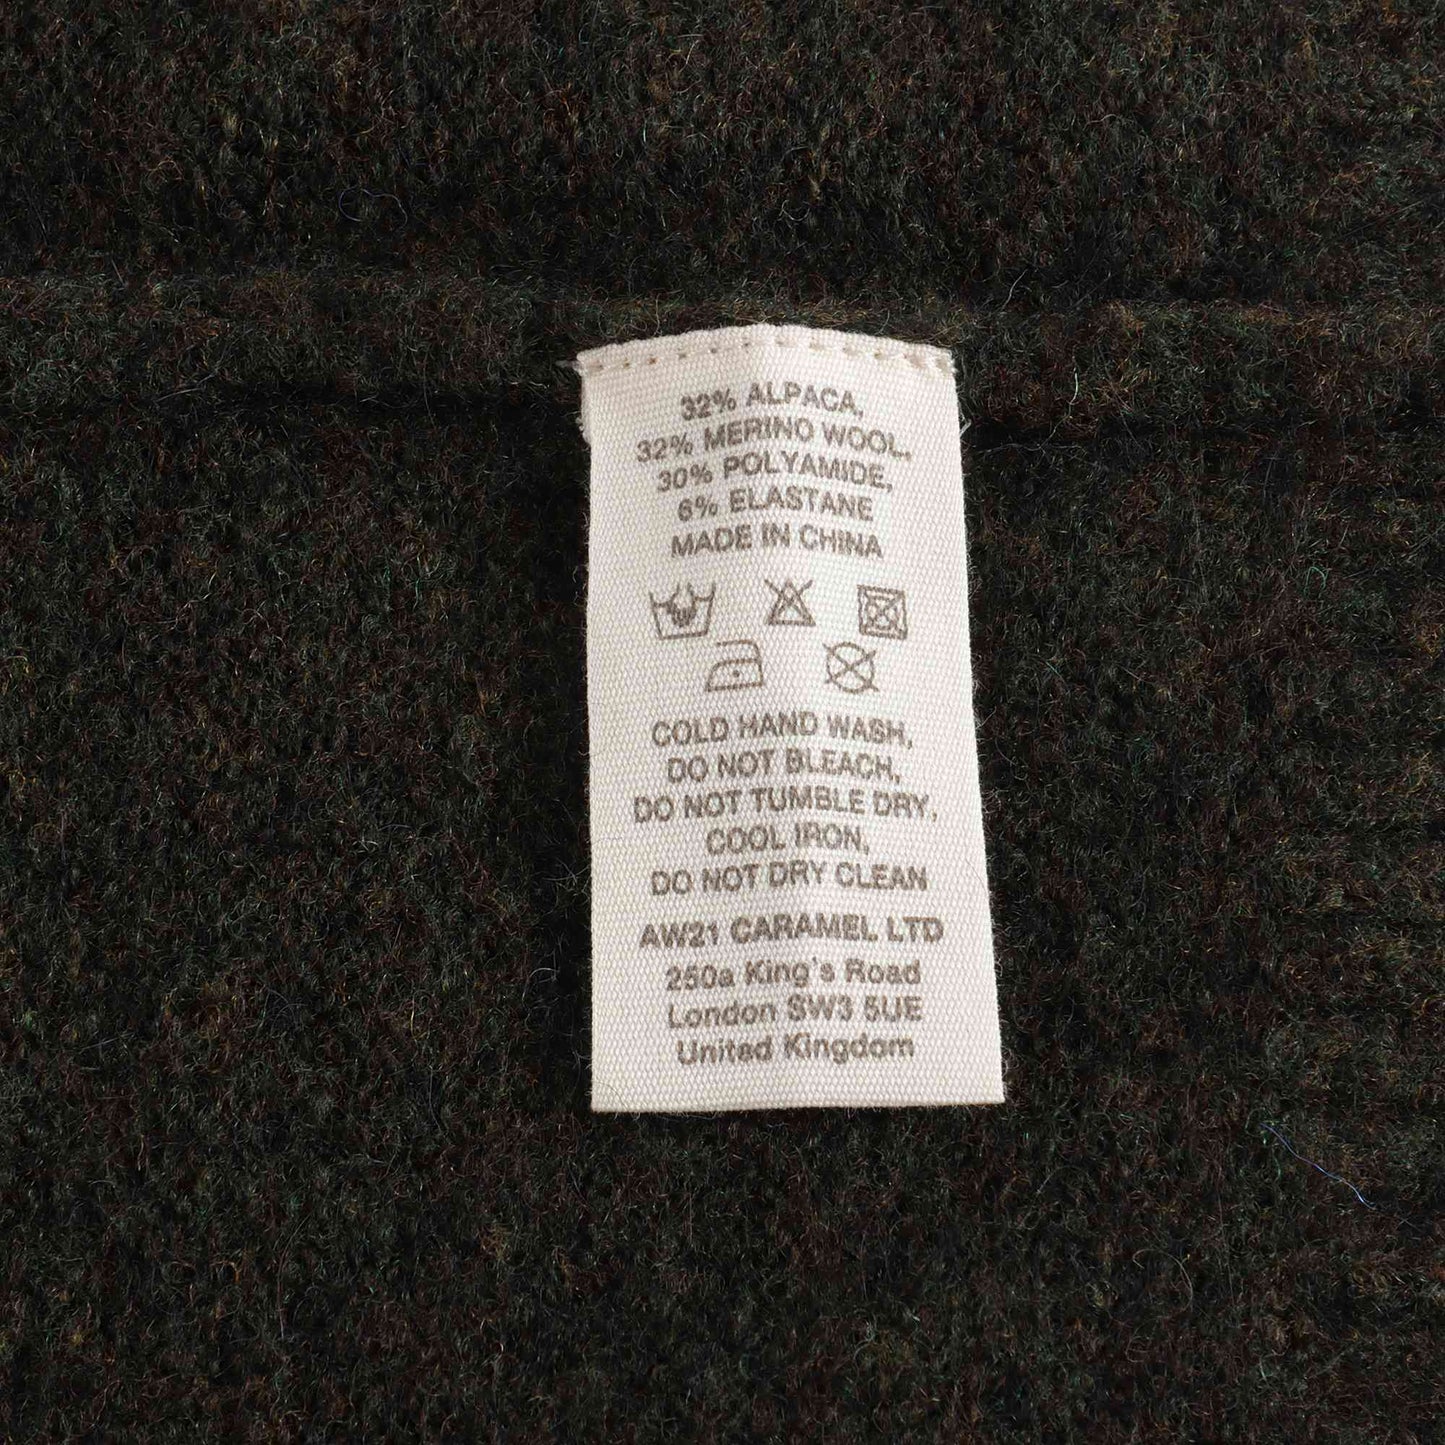 32% ALPACA,
32% MERINO WOOL,
30% POLYAMIDE,
6% ELASTANE
MADE IN CHINA
COLD HAND WASH,
DO NOT BLEACH,
DO NOT TUMBLE DRY,
COOL IRON,
DO NOT DRY CLEAN
AW21 CARAMEL LTD
250a King's Road
London SW3 5UE
United Kingdom